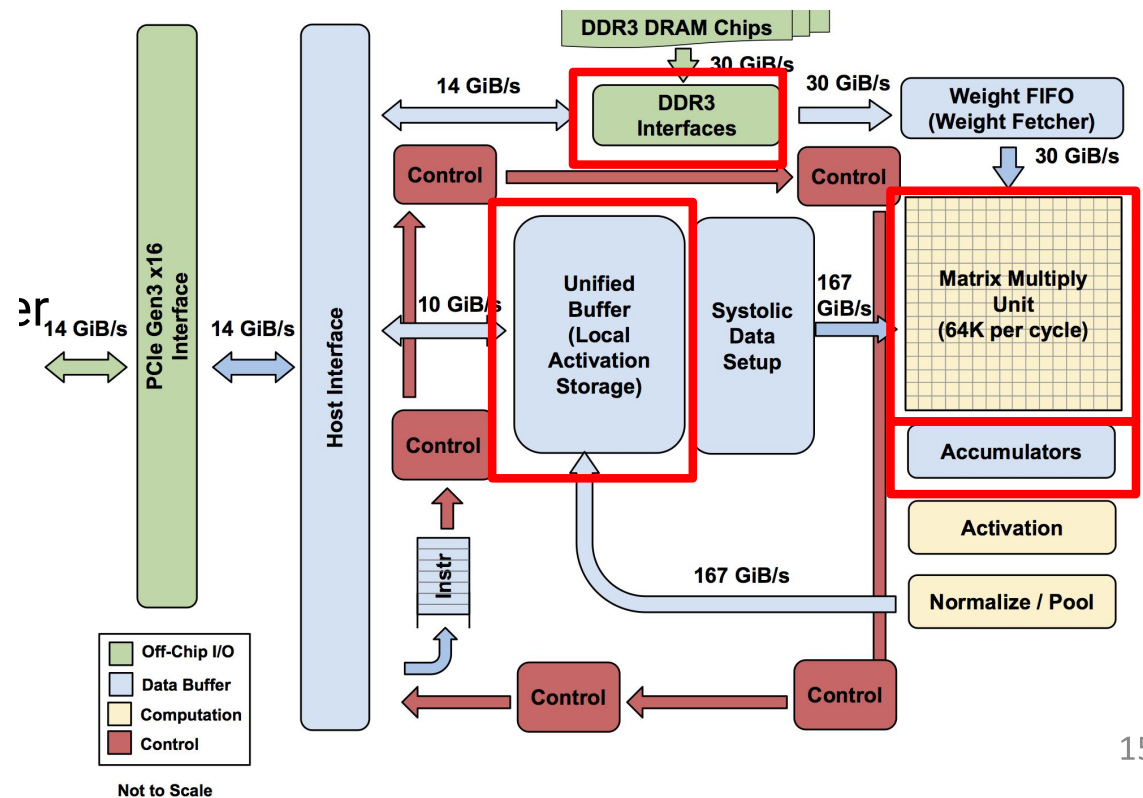 DDR3 DRAM Chips
30 GiB/s
14 GiB/s
DDR3
Interfaces
30 GiB/s
Weight FIFO
(Weight Fetcher)
30 GiB/s
Control
Control
PCIe Gen3 x16
Interface
Host Interface
er
14 GiB/s
14 GiB/s
10 GiB/s
Unified
Buffer
(Local
Activation
Storage)
Systolic
Data
Setup
167
GiB/s
Matrix Multiply
Unit
(64K per cycle)
Control
Accumulators
Activation
Instr
167 GiB/s
Normalize / Pool
Off-Chip I/O
Data Buffer
Computation
Control
Control
Control
Not to Scale
15